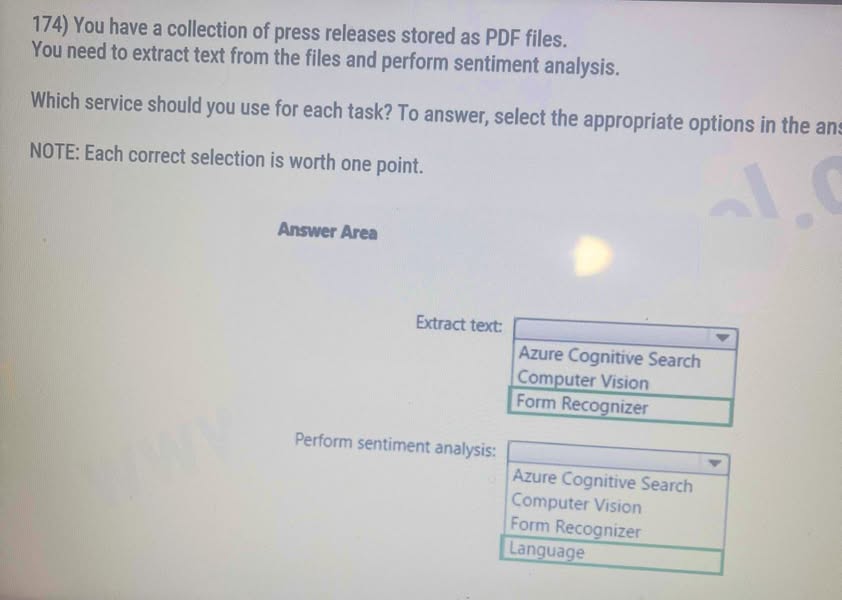 174) You have a collection of press releases stored as PDF files.
You need to extract text from the files and perform sentiment analysis.
Which service should you use for each task? To answer, select the appropriate options in the ans
NOTE: Each correct selection is worth one point.
Answer Area
Extract text:
Azure Cognitive Search
Computer Vision
Form Recognizer
Perform sentiment analysis:
Azure Cognitive Search
Computer Vision
Form Recognizer
Language